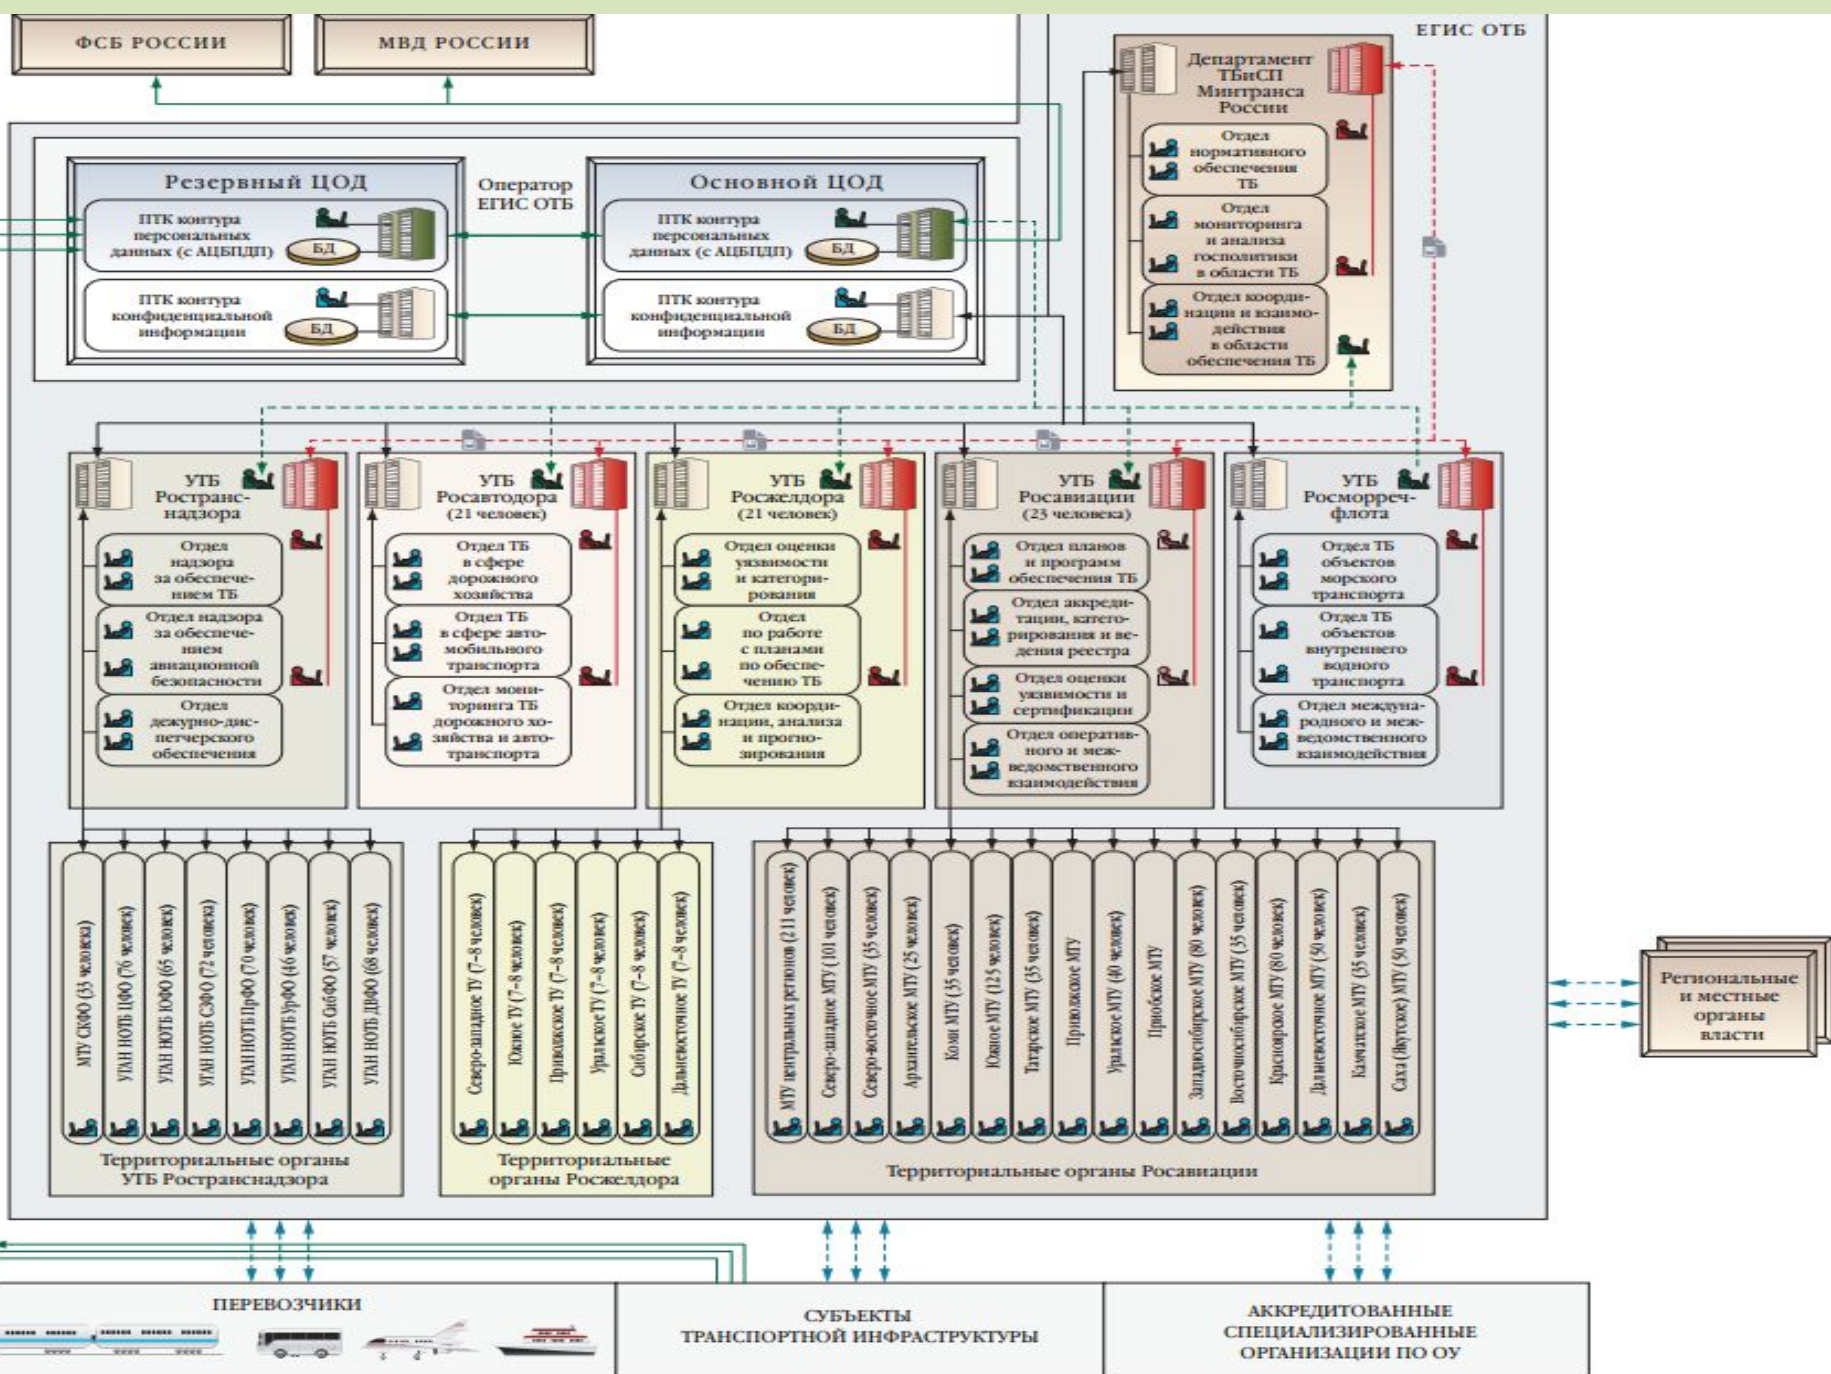 ФСБ РОССИИ
МВД РОССИИ
ЕГИС ОТБ
Департамент
ТБиСП
Минтранса
России
Отдел
нормативного
обеспечения
ТБ
Отдел
мониторинга
и анализа
госполитики
в области ТБ
Отдел коорди-
нации и взаимо-
действия
в области
обеспечения ТБ
Резервный ЦОД
ПТК контура
персональных
данных (с АЦБПДП)
БД
ПТК контура
конфиденциальной
информации
БД
Оператор
ЕГИС ОТБ
Основной ЦОД
ПТК контура
персональных
данных (с АЦБПДП)
БД
ПТК контура
конфиденциальной
информации
БД
УТБ
Ространс-
надзора
Отдел
надзора
за обеспече-
нием ТБ
Отдел надзора
за обеспече-
нием
авиационной
безопасности
Отдел
дежурно-дис-
петчерского
обеспечения
УТБ
Росавтодора
(21 человек)
Отдел ТБ
в сфере
дорожного
хозяйства
Отдел ТБ
в сфере авто-
мобильного
транспорта
Отдел мони-
торинга ТБ
дорожного хо-
зяйства и авто-
транспорта
УТБ
Росжелдора
(21 человек)
Отдел оценки
уязвимости
и категори-
рования
Отдел
по работе
с планами
по обеспе-
чению ТБ
Отдел коорди-
нации, анализа
и прогно-
зирования
УТБ
Росавиации
(23 человека)
Отдел планов
и программ
обеспечения ТБ
Отдел аккреди-
тации, катего-
рирования и ве-
дения реестра
Отдел оценки
уязвимости и
сертификации
Отдел оператив-
ного и меж-
ведомственного
взаимодействия
УТБ
Росморреч-
флота
Отдел ТБ
объектов
морского
транспорта
Отдел ТБ
объектов
внутреннего
водного
транспорта
Отдел междуна-
родного и меж-
ведомственного
взаимодействия
МТУ СКФО (33 человека)
УГАН НОТБ ЦФО (76 человек)
УГАН НОТБ ЮФО (65 человек)
УГАН НОТБ СЗФО (72 человека)
УГАН НОТБ ПрФО (70 человек)
УГАН НОТБ УрФО (46 человек)
УГАН НОТБ СибФО (57 человек)
УГАН НОТБ ДВФО (68 человек)
Территориальные органы
УТБ Ространснадзора
Северо-западное ТУ (7–8 человек)
Южное ТУ (7–8 человек)
Приволжское ТУ (7–8 человек)
Уральское ТУ (7–8 человек)
Сибирское ТУ (7–8 человек)
Дальневосточное ТУ (7–8 человек)
Территориальные
органы Росжелдора
МТУ центральных регионов (211 человек)
Северо-западное МТУ (101 человек)
Северо-восточное МТУ (35 человек)
Архангельское МТУ (25 человек)
Коми МТУ (35 человек)
Южное МТУ (125 человек)
Татарское МТУ (35 человек)
Приволжское МТУ
Уральское МТУ (40 человек)
Приобское МТУ
Западносибирское МТУ (80 человек)
Восточносибирское МТУ (35 человек)
Красноярское МТУ (80 человек)
Дальневосточное МТУ (50 человек)
Камчатское МТУ (35 человек)
Саха (Якутское) МТУ (50 человек)
Территориальные органы Росавиации
Региональные
и местные
органы
власти
ПЕРЕВОЗЧИКИ
СУБЪЕКТЫ
ТРАНСПОРТНОЙ ИНФРАСТРУКТУРЫ
АККРЕДИТОВАННЫЕ
СПЕЦИАЛИЗИРОВАННЫЕ
ОРГАНИЗАЦИИ ПО ОУ